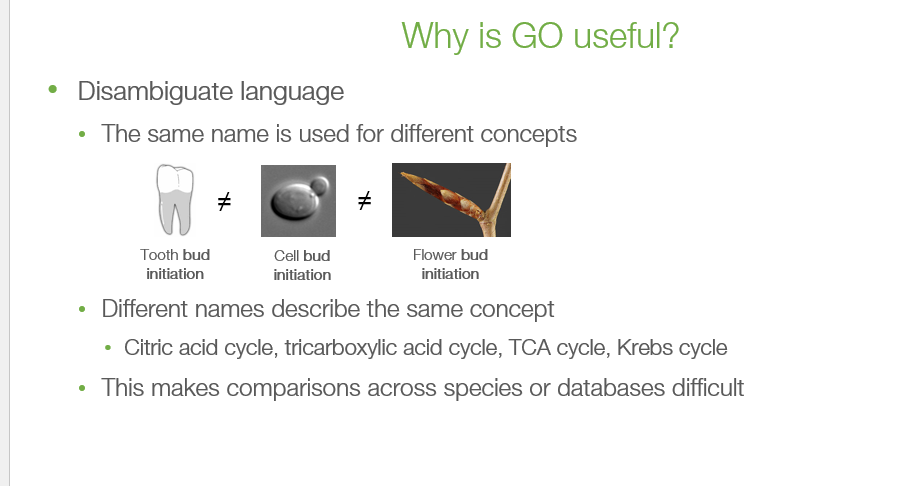 Why is GO useful?
• Disambiguate language
• The same name is used for different concepts
≠ ≠
Tooth bud initiation
Cell bud initiation
Flower bud initiation
• Different names describe the same concept
• Citric acid cycle, tricarboxylic acid cycle, TCA cycle, Krebs cycle
• This makes comparisons across species or databases difficult